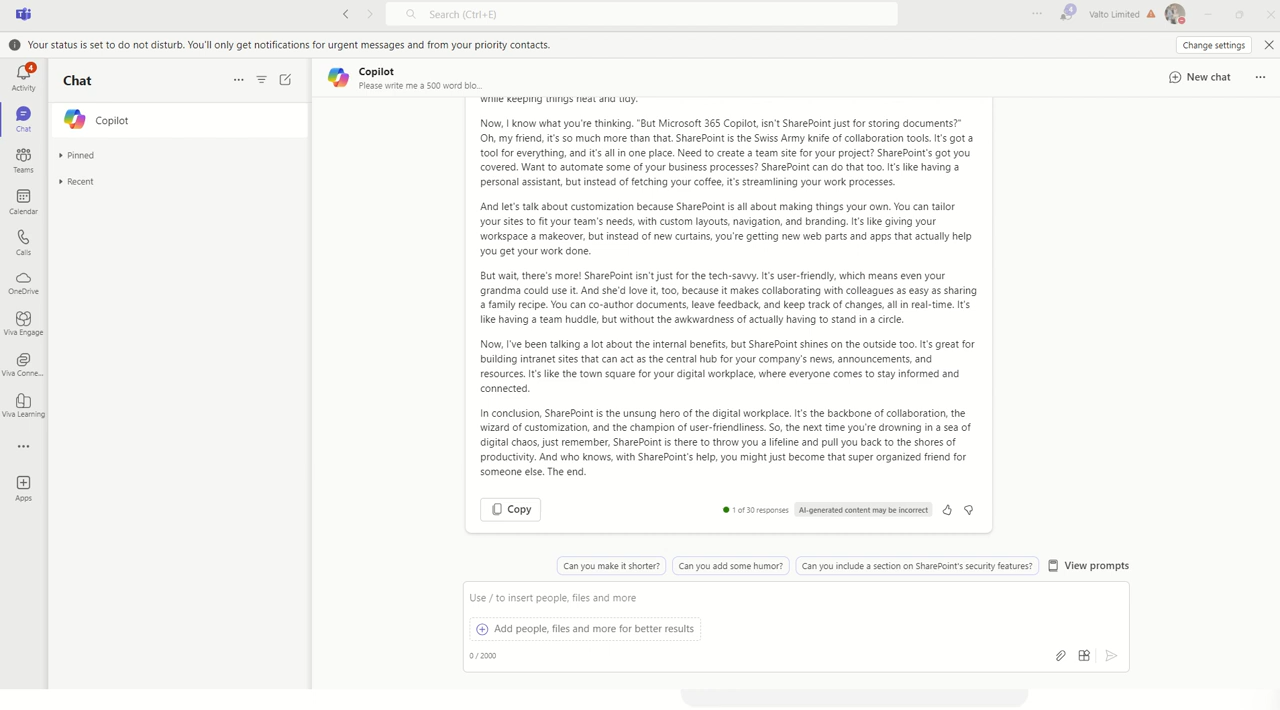 Search (Ctrl+E)
4
Valto Limited
Your status is set to do not disturb. You'll only get notifications for urgent messages and from your priority contacts.
Change settings
4
Activity
Chat
Teams
Calendar
Calls
OneDrive
Viva Engage
Viva Conne...
Viva Learning
Apps
Chat
Copilot
Pinned
Recent
Copilot
Please write me a 500 word blo...
New chat
while keeping things neat and tidy.
Now, I know what you're thinking. "But Microsoft 365 Copilot, isn't SharePoint just for storing documents?"
Oh, my friend, it's so much more than that. SharePoint is the Swiss Army knife of collaboration tools. It's got a
tool for everything, and it's all in one place. Need to create a team site for your project? SharePoint's got you
covered. Want to automate some of your business processes? SharePoint can do that too. It's like having a
personal assistant, but instead of fetching your coffee, it's streamlining your work processes.
And let's talk about customization because SharePoint is all about making things your own. You can tailor
your sites to fit your team's needs, with custom layouts, navigation, and branding. It's like giving your
workspace a makeover, but instead of new curtains, you're getting new web parts and apps that actually help
you get your work done.
But wait, there's more! SharePoint isn't just for the tech-savvy. It's user-friendly, which means even your
grandma could use it. And she'd love it, too, because it makes collaborating with colleagues as easy as sharing
a family recipe. You can co-author documents, leave feedback, and keep track of changes, all in real-time. It's
like having a team huddle, but without the awkwardness of actually having to stand in a circle.
Now, I've been talking a lot about the internal benefits, but SharePoint shines on the outside too. It's great for
building intranet sites that can act as the central hub for your company's news, announcements, and
resources. It's like the town square for your digital workplace, where everyone comes to stay informed and
connected.
In conclusion, SharePoint is the unsung hero of the digital workplace. It's the backbone of collaboration, the
wizard of customization, and the champion of user-friendliness. So, the next time you're drowning in a sea of
digital chaos, just remember, SharePoint is there to throw you a lifeline and pull you back to the shores of
productivity. And who knows, with SharePoint's help, you might just become that super organized friend for
someone else. The end.
Copy
1 of 30 responses
AI-generated content may be incorrect
Can you make it shorter?
Can you add some humor?
Can you include a section on SharePoint's security features?
View prompts
Use / to insert people, files and more
Add people, files and more for better results
0 / 2000